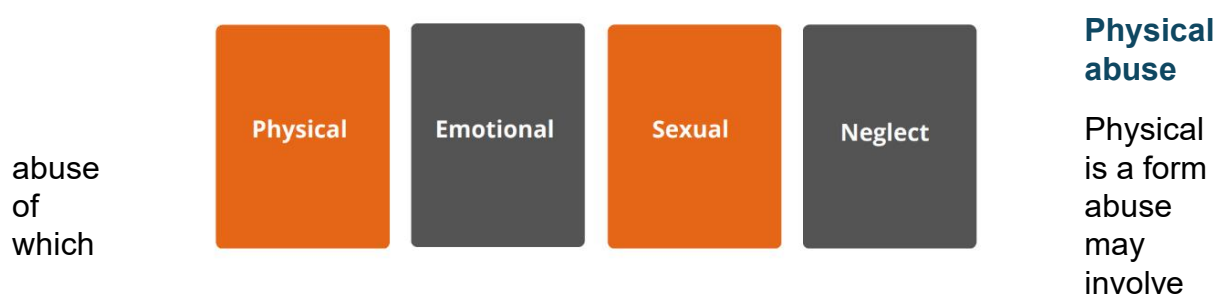 Physical
abuse
Physical Emotional Sexual Neglect
Physical
abuse is a form
of abuse
which may
involve